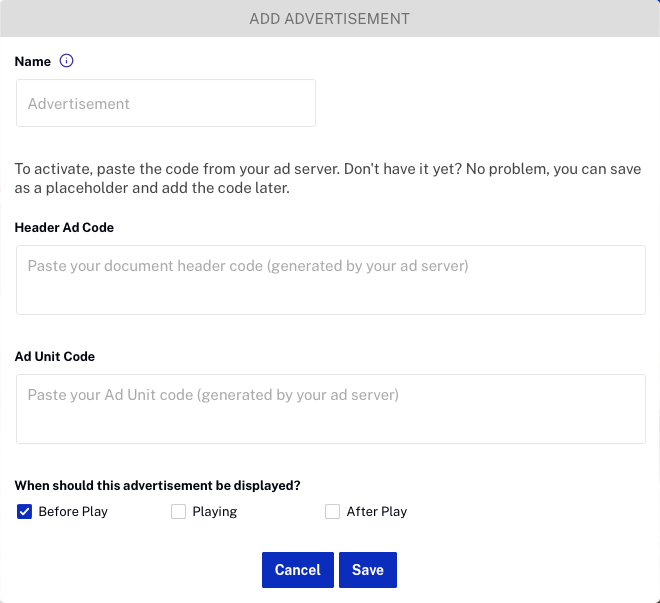 ADD ADVERTISEMENT
Name
Advertisement
To activate, paste the code from your ad server. Don't have it yet? No problem, you can save
as a placeholder and add the code later.
Header Ad Code
Paste your document header code (generated by your ad server)
Ad Unit Code
Paste your Ad Unit code (generated by your ad server)
When should this advertisement be displayed?
Before Play Playing After Play
Cancel Save